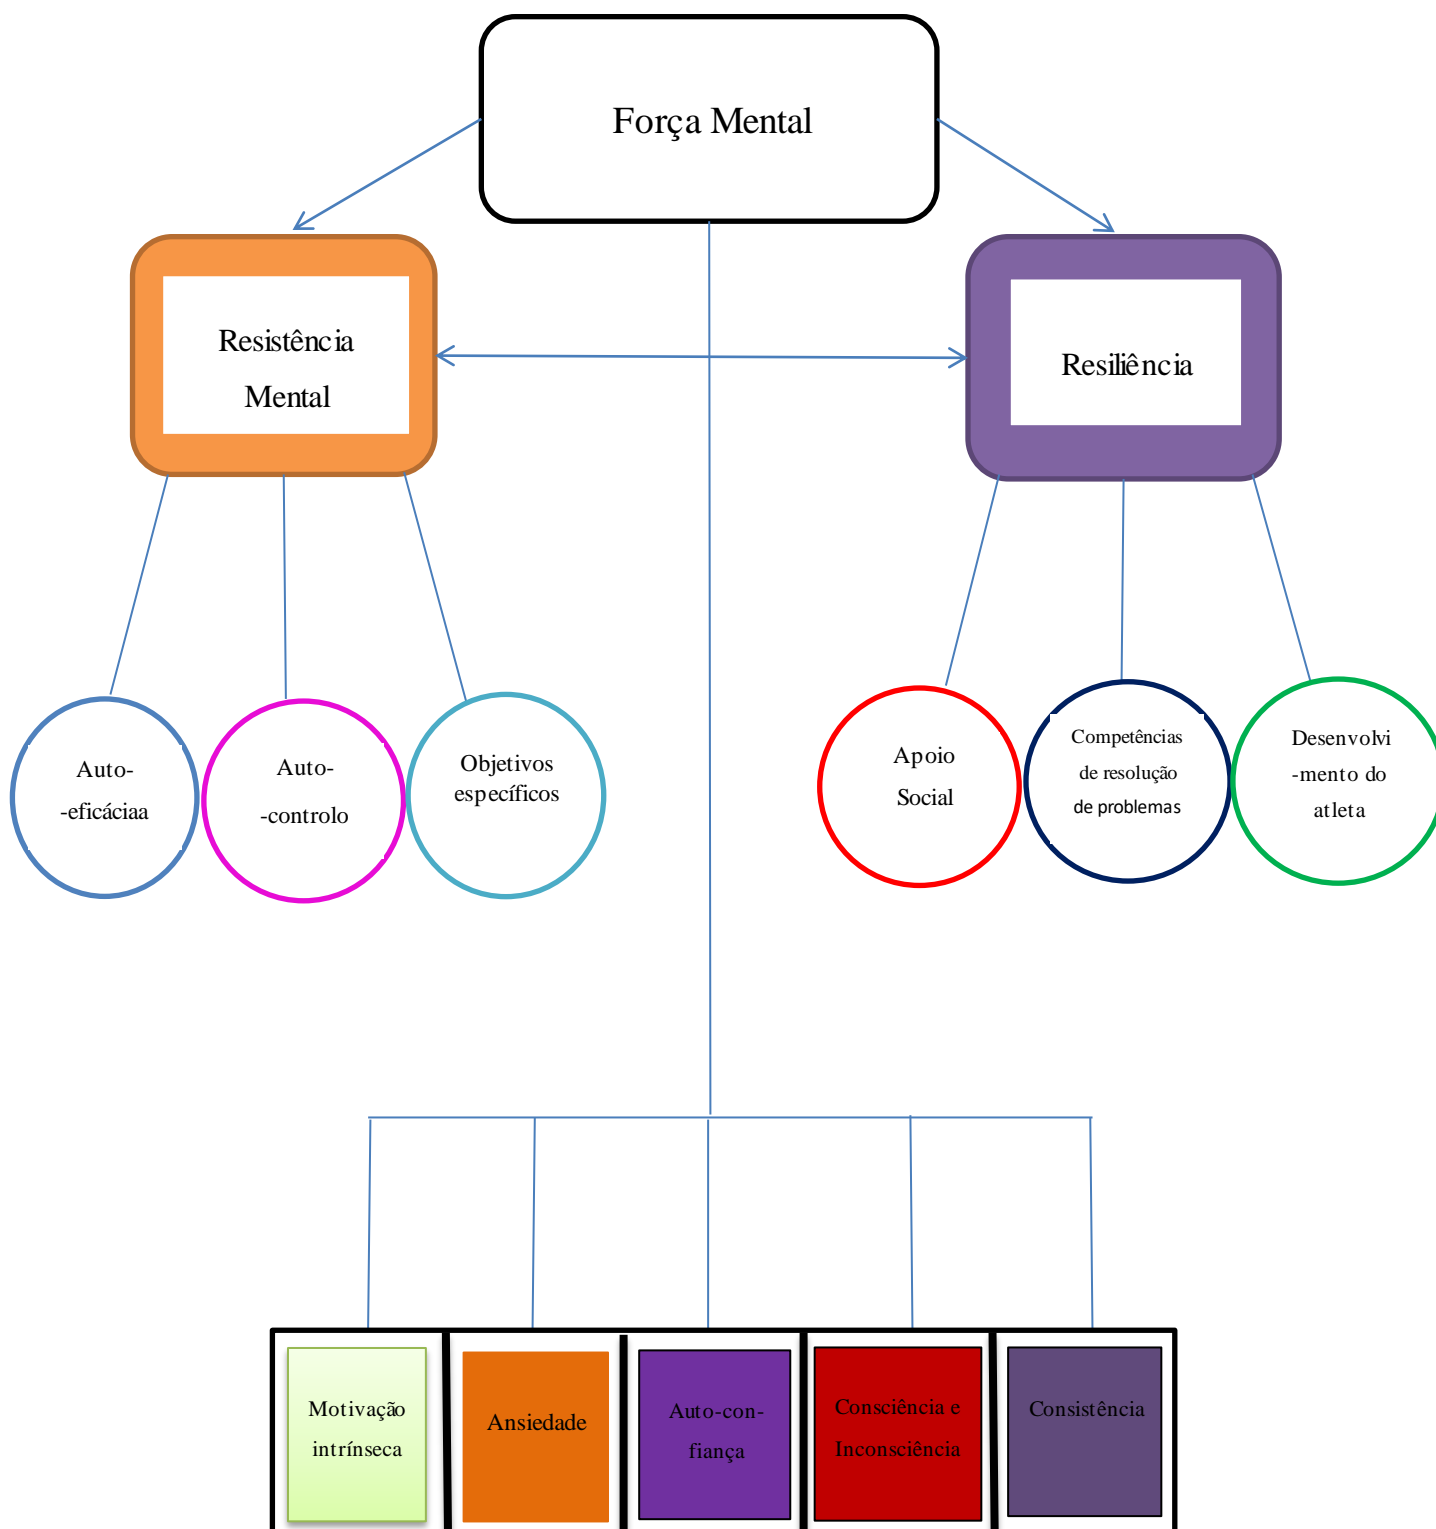 Força Mental
Resistência
Mental
Resiliência
Auto-
-eficáciaa
Auto-
-controlo
Objetivos
específicos
Apoio
Social
Competências
de resolução
de problemas
Desenvolvi
-mento do
atleta
Motivação
intrínseca
Ansiedade
Auto-con-
fiança
Consciência e
Inconsciência
Consistência